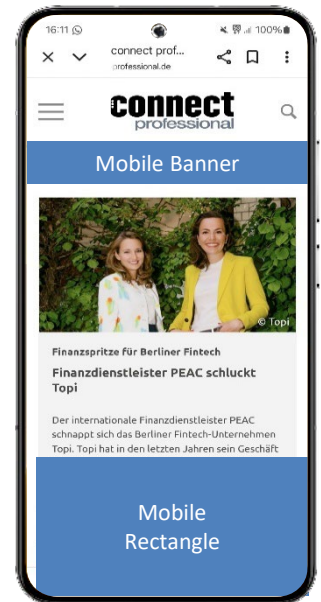 16:11 100%
connect prof...
professional.de
connect
professional
Mobile Banner
© Topi
Finanzspritze für Berliner Fintech
Finanzdienstleister PEAC schluckt
Topi
Der internationale Finanzdienstleister PEAC
schnappt sich das Berliner Fintech-Unternehmen
Topi. Topi hat in den letzten Jahren sein Geschäft
Mobile
Rectangle